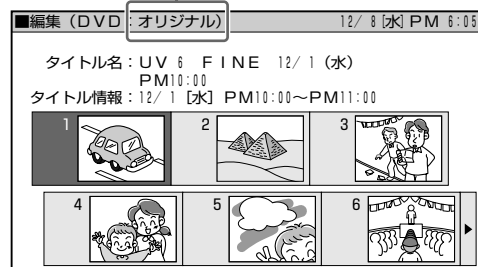 ■編集（DVD：オリジナル） 12/ 8[水] PM 6:05
タイトル名：UV 6 FINE 12/ 1（水）
PM10:00
タイトル情報：12/ 1 [水] PM10:00～PM11:00
1 2 3
4 5 6